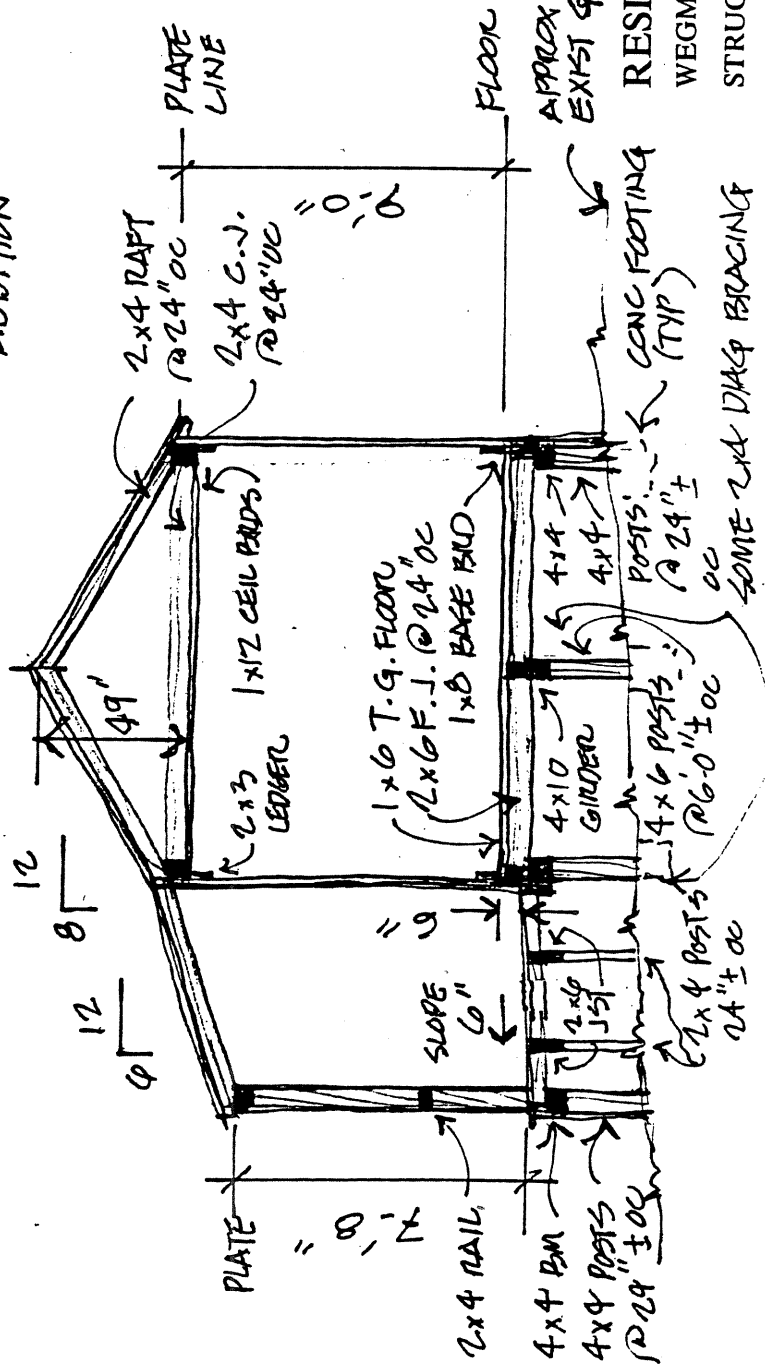 2x4 RAFT
@ 24" OC
2x4 C.J.
@ 24" OC
PLATE
LINE
9'-0"
FLOOR
12
8
12
6
49"
1x12 CEIL BRDS.
2x3
LEDGER
1x6 T.G. FLOOR
2x6 F.J. @ 24" OC
1x8 BASE BRD
PLATE
7'-8"
2x4 RAIL
SLOPE
6"
6"
2x6
JST
4x10
GIRDER
4x4
4x4
POSTS
@ 24" ±
OC
4x6 POSTS
@ 6'-0" ± OC
2x4 POSTS
24" ± OC
4x4 BM
4x4 POSTS
@ 24" ± OC
CONC FOOTING
(TYP)
SOME 2x4 DIAG BRACING
APPROX
EXIST G
RESI
WEGM
STRUC